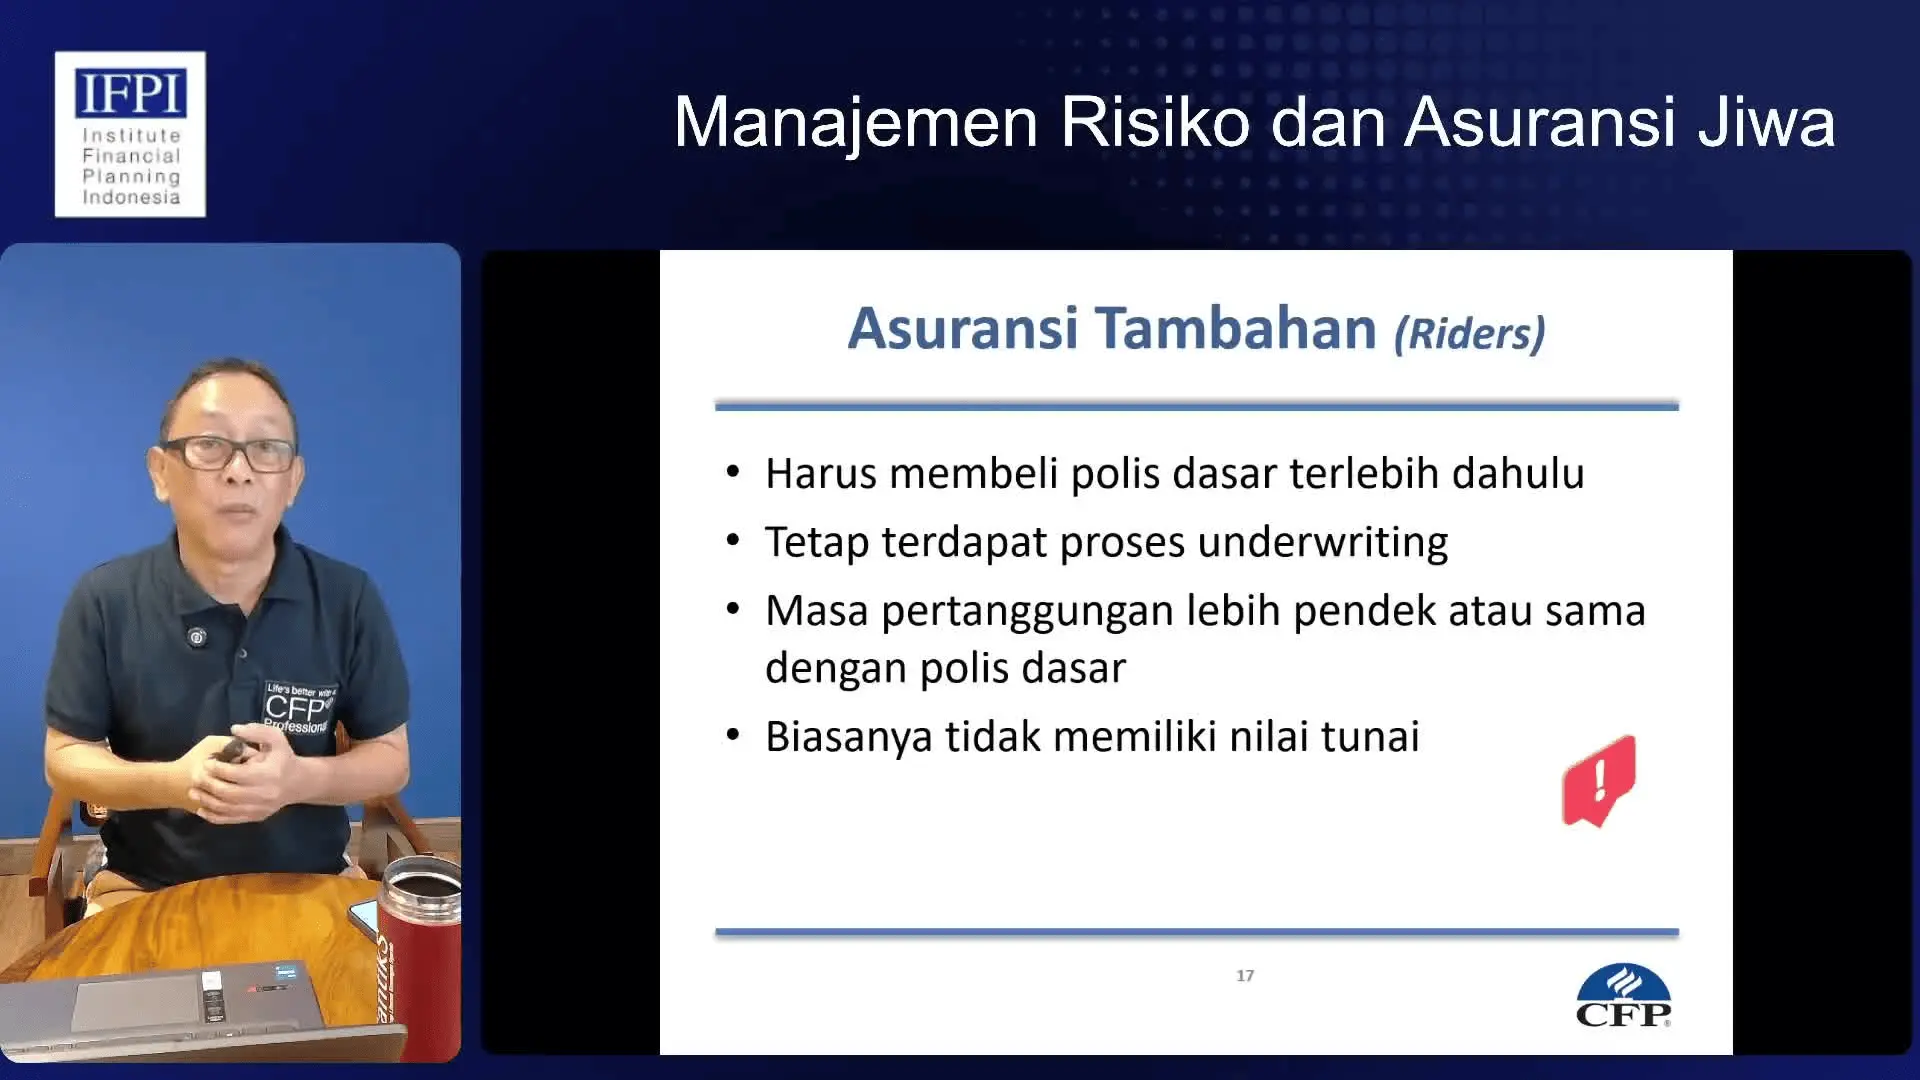 IFPI
Institute
Financial
Planning
Indonesia
Manajemen Risiko dan Asuransi Jiwa
Asuransi Tambahan (Riders)
• Harus membeli polis dasar terlebih dahulu
• Tetap terdapat proses underwriting
• Masa pertanggungan lebih pendek atau sama
dengan polis dasar
• Biasanya tidak memiliki nilai tunai
!
17
CFP®
Life's better with a
CFP®
Professional